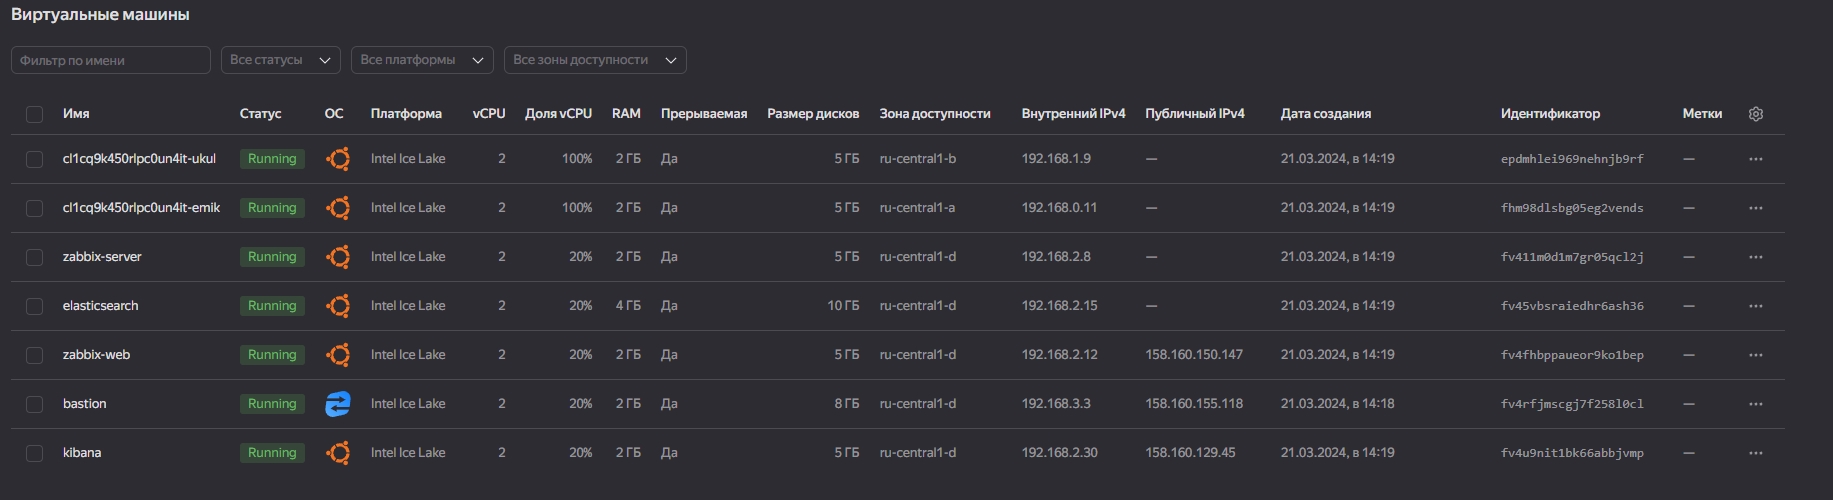 Виртуальные машины
Фильтр по имени Все статусы Все платформы Все зоны доступности
Имя Статус ОС Платформа vCPU Доля vCPU RAM Прерываемая Размер дисков Зона доступности Внутренний IPv4 Публичный IPv4 Дата создания Идентификатор Метки
cl1cq9k450rlpc0un4it-ukul Running Intel Ice Lake 2 100% 2 ГБ Да 5 ГБ ru-central1-b 192.168.1.9 — 21.03.2024, в 14:19 epdmhlei969nehnjb9rf — ···
cl1cq9k450rlpc0un4it-emik Running Intel Ice Lake 2 100% 2 ГБ Да 5 ГБ ru-central1-a 192.168.0.11 — 21.03.2024, в 14:19 fhm98dlsbg05eg2vends — ···
zabbix-server Running Intel Ice Lake 2 20% 2 ГБ Да 5 ГБ ru-central1-d 192.168.2.8 — 21.03.2024, в 14:19 fv411m0d1m7gr05qcl2j — ···
elasticsearch Running Intel Ice Lake 2 20% 4 ГБ Да 10 ГБ ru-central1-d 192.168.2.15 — 21.03.2024, в 14:19 fv45vbsraiedhr6ash36 — ···
zabbix-web Running Intel Ice Lake 2 20% 2 ГБ Да 5 ГБ ru-central1-d 192.168.2.12 158.160.150.147 21.03.2024, в 14:19 fv4fhbppaueor9ko1bep — ···
bastion Running Intel Ice Lake 2 20% 2 ГБ Да 8 ГБ ru-central1-d 192.168.3.3 158.160.155.118 21.03.2024, в 14:18 fv4rfjmscgj7f258l0cl — ···
kibana Running Intel Ice Lake 2 20% 2 ГБ Да 5 ГБ ru-central1-d 192.168.2.30 158.160.129.45 21.03.2024, в 14:19 fv4u9nit1bk66abbjvmp — ···